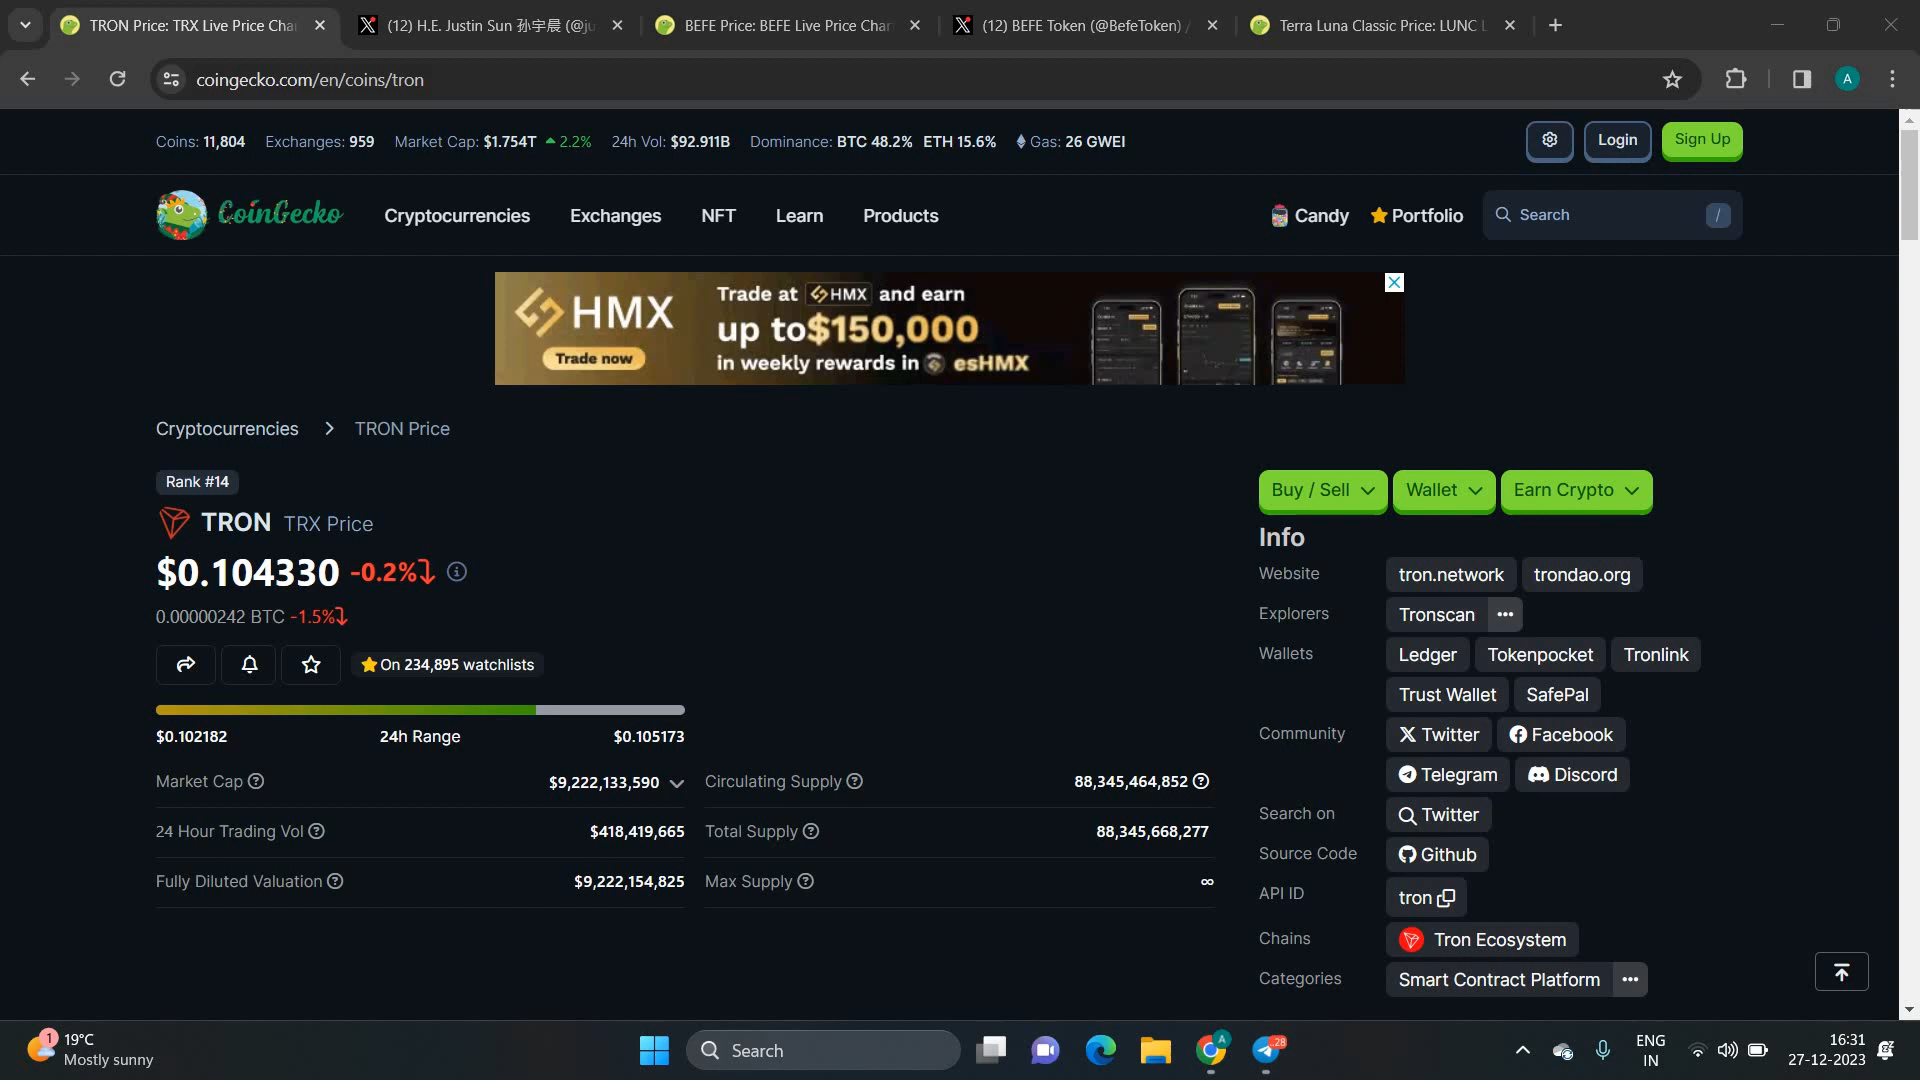 TRON Price: TRX Live Price Cha
(12) H.E. Justin Sun 孙宇晨 (@ju
BEFE Price: BEFE Live Price Char
(12) BEFE Token (@BefeToken) /
Terra Luna Classic Price: LUNC L
coingecko.com/en/coins/tron
A
Coins: 11,804 Exchanges: 959 Market Cap: $1.754T 2.2% 24h Vol: $92.911B Dominance: BTC 48.2% ETH 15.6% Gas: 26 GWEI
Login
Sign Up
CoinGecko
Cryptocurrencies
Exchanges
NFT
Learn
Products
Candy
Portfolio
Search /
HMX
Trade now
Trade at HMX and earn
up to $150,000
in weekly rewards in esHMX
Cryptocurrencies > TRON Price
Rank #14
TRON TRX Price
$0.104330 -0.2%
0.00000242 BTC -1.5%
On 234,895 watchlists
$0.102182 24h Range $0.105173
Market Cap $9,222,133,590
Circulating Supply 88,345,464,852
24 Hour Trading Vol $418,419,665
Total Supply 88,345,668,277
Fully Diluted Valuation $9,222,154,825
Max Supply ∞
Buy / Sell
Wallet
Earn Crypto
Info
Website tron.network trondao.org
Explorers Tronscan •••
Wallets Ledger Tokenpocket Tronlink
Trust Wallet SafePal
Community Twitter Facebook
Telegram Discord
Search on Twitter
Source Code Github
API ID tron
Chains Tron Ecosystem
Categories Smart Contract Platform •••
1
19°C
Mostly sunny
Search
A
28
ENG
IN
16:31
27-12-2023